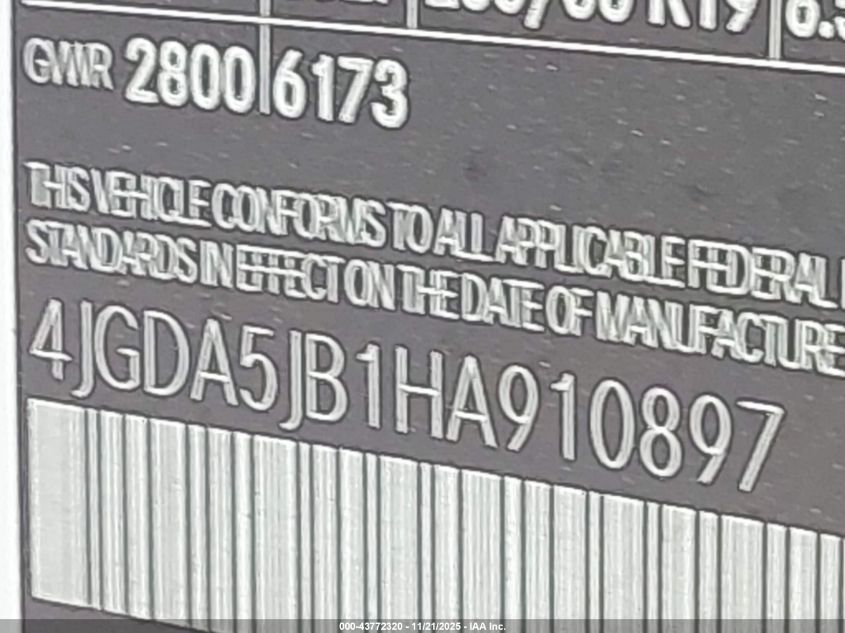 R19
GVWR 2800 6173
THIS VEHICLE CONFORMS TO ALL APPLICABLE FEDERAL
STANDARDS IN EFFECT ON THE DATE OF MANUFACTURE
4JGDA5JB1HA910897
000-43772320 - 11/21/2025 - IAA Inc.